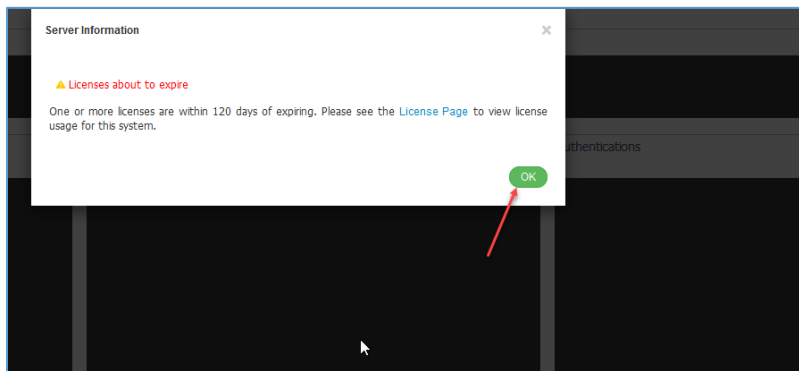 Server Information
Licenses about to expire
One or more licenses are within 120 days of expiring. Please see the License Page to view license
usage for this system.
uthentications
OK